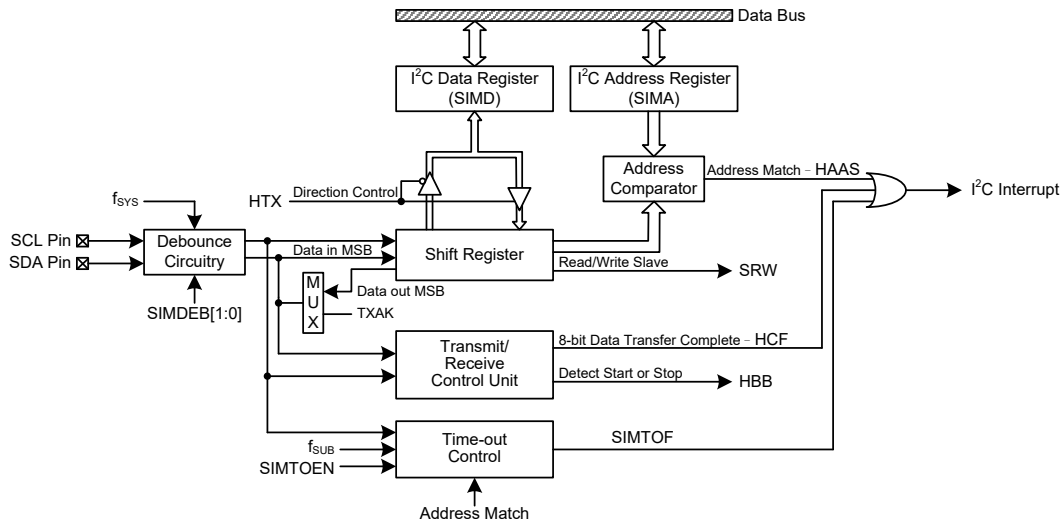 Data Bus
I²C Data Register
(SIMD)
I²C Address Register
(SIMA)
Address
Comparator
Address Match - HAAS
I²C Interrupt
Direction Control
HTX
fSYS
SCL Pin
SDA Pin
Debounce
Circuitry
SIMDEB[1:0]
Data in MSB
Shift Register
Read/Write Slave
SRW
M
U
X
Data out MSB
TXAK
Transmit/
Receive
Control Unit
8-bit Data Transfer Complete - HCF
Detect Start or Stop
HBB
fSUB
SIMTOEN
Time-out
Control
SIMTOF
Address Match